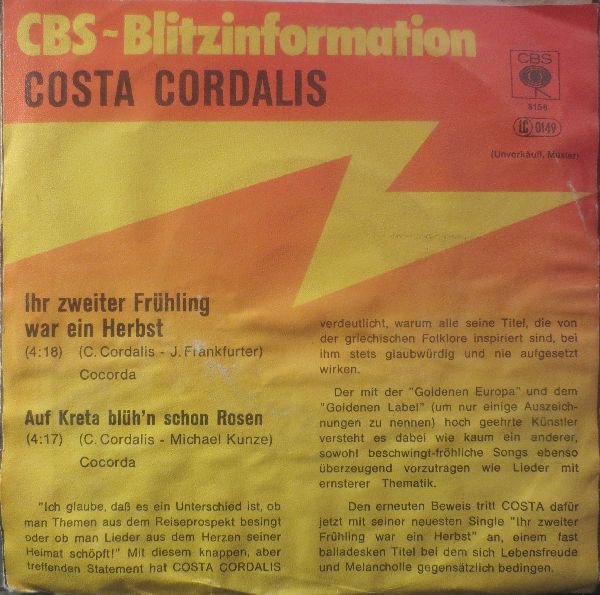 CBS-Blitzinformation
COSTA CORDALIS
CBS
LC 0149
(Unverkäufl. Muster)
Ihr zweiter Frühling
war ein Herbst
(4:18) (C. Cordalis - J. Frankfurter)
Cocorda
Auf Kreta blüh'n schon Rosen
(4:17) (C. Cordalis - Michael Kunze)
Cocorda
"Ich glaube, daß es ein Unterschied ist, ob
man Themen aus dem Reiseprospekt besingt
oder ob man Lieder aus dem Herzen seiner
Heimat schöpft!" Mit diesem knappen, aber
treffenden Statement hat COSTA CORDALIS
verdeutlicht, warum alle seine Titel, die von
der griechischen Folklore inspiriert sind, bei
ihm stets glaubwürdig und nie aufgesetzt
wirken.
Der mit der "Goldenen Europa" und dem
"Goldenen Label" (um nur einige Auszeich-
nungen zu nennen) hoch geehrte Künstler
versteht es dabei wie kaum ein anderer,
sowohl beschwingt-fröhliche Songs ebenso
überzeugend vorzutragen wie Lieder mit
ernsterer Thematik.
Den erneuten Beweis tritt COSTA dafür
jetzt mit seiner neuesten Single "Ihr zweiter
Frühling war ein Herbst" an, einem fast
balladesken Titel bei dem sich Lebensfreude
und Melancholie gegensätzlich bedingen.